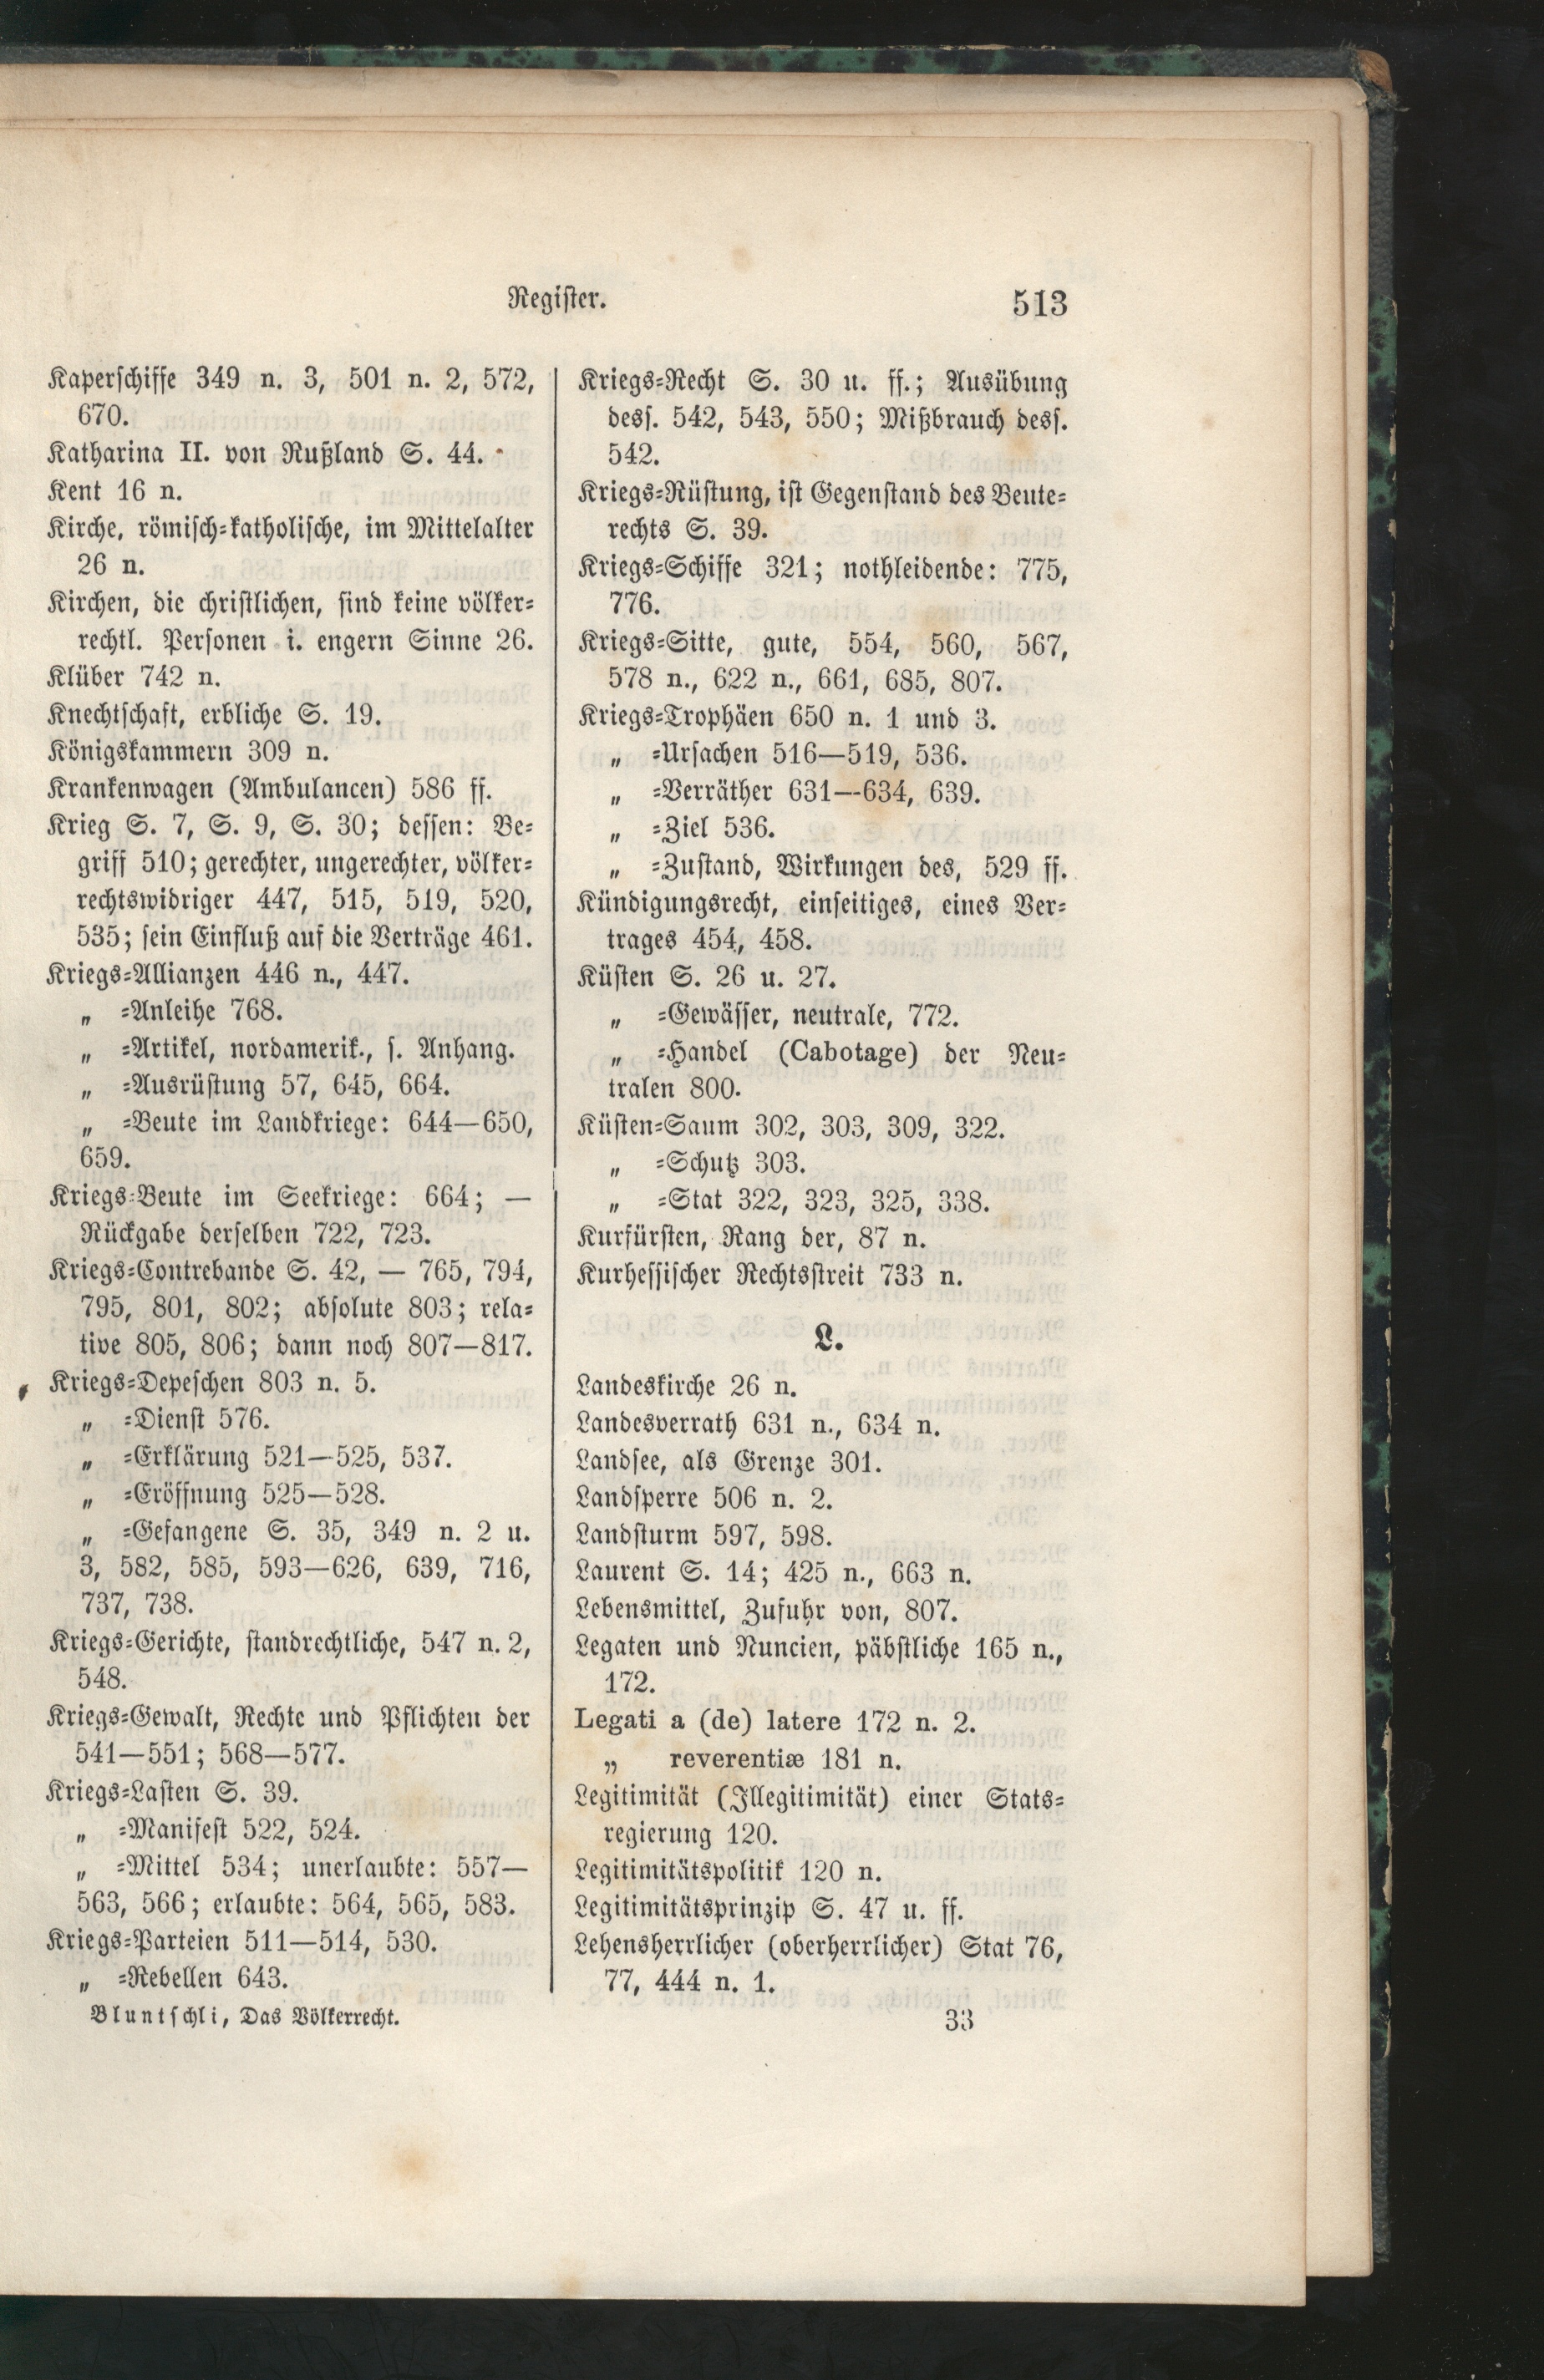 Register.
513
Kaperschiffe 349 n. 3, 501 n. 2, 572,
670.
Katharina II. von Rußland S. 44.
Kent 16 n.
Kirche, römisch-katholische, im Mittelalter
26 n.
Kirchen, die christlichen, sind keine völker-
rechtl. Personen i. engern Sinne 26.
Klüber 742 n.
Knechtschaft, erbliche S. 19.
Königskammern 309 n.
Krankenwagen (Ambulancen) 586 ff.
Krieg S. 7, S. 9, S. 30; dessen: Be-
griff 510; gerechter, ungerechter, völker-
rechtswidriger 447, 515, 519, 520,
535; sein Einfluß auf die Verträge 461.
Kriegs-Allianzen 446 n., 447.
„ -Anleihe 768.
„ -Artikel, nordamerik., s. Anhang.
„ -Ausrüstung 57, 645, 664.
„ -Beute im Landkriege: 644—650,
659.
Kriegs-Beute im Seekriege: 664; —
Rückgabe derselben 722, 723.
Kriegs-Contrebande S. 42, — 765, 794,
795, 801, 802; absolute 803; rela-
tive 805, 806; dann noch 807—817.
Kriegs-Depeschen 803 n. 5.
„ -Dienst 576.
„ -Erklärung 521—525, 537.
„ -Eröffnung 525—528.
„ -Gefangene S. 35, 349 n. 2 u.
3, 582, 585, 593—626, 639, 716,
737, 738.
Kriegs-Gerichte, standrechtliche, 547 n. 2,
548.
Kriegs-Gewalt, Rechte und Pflichten der
541—551; 568—577.
Kriegs-Lasten S. 39.
„ -Manifest 522, 524.
„ -Mittel 534; unerlaubte: 557—
563, 566; erlaubte: 564, 565, 583.
Kriegs-Parteien 511—514, 530.
„ -Rebellen 643.
Kriegs-Recht S. 30 u. ff.; Ausübung
dess. 542, 543, 550; Mißbrauch dess.
542.
Kriegs-Rüstung, ist Gegenstand des Beute-
rechts S. 39.
Kriegs-Schiffe 321; nothleidende: 775,
776.
Kriegs-Sitte, gute, 554, 560, 567,
578 n., 622 n., 661, 685, 807.
Kriegs-Trophäen 650 n. 1 und 3.
„ -Ursachen 516—519, 536.
„ -Verräther 631—634, 639.
„ -Ziel 536.
„ -Zustand, Wirkungen des, 529 ff.
Kündigungsrecht, einseitiges, eines Ver-
trages 454, 458.
Küsten S. 26 u. 27.
„ -Gewässer, neutrale, 772.
„ -Handel (Cabotage) der Neu-
tralen 800.
Küsten-Saum 302, 303, 309, 322.
„ -Schutz 303.
„ -Stat 322, 323, 325, 338.
Kurfürsten, Rang der, 87 n.
Kurhessischer Rechtsstreit 733 n.
L.
Landeskirche 26 n.
Landesverrath 631 n., 634 n.
Landsee, als Grenze 301.
Landsperre 506 n. 2.
Landsturm 597, 598.
Laurent S. 14; 425 n., 663 n.
Lebensmittel, Zufuhr von, 807.
Legaten und Nuncien, päbstliche 165 n.,
172.
Legati a (de) latere 172 n. 2.
„ reverentiæ 181 n.
Legitimität (Illegitimität) einer Stats-
regierung 120.
Legitimitätspolitik 120 n.
Legitimitätsprinzip S. 47 u. ff.
Lehensherrlicher (oberherrlicher) Stat 76,
77, 444 n. 1.
Bluntschli, Das Völkerrecht.
33